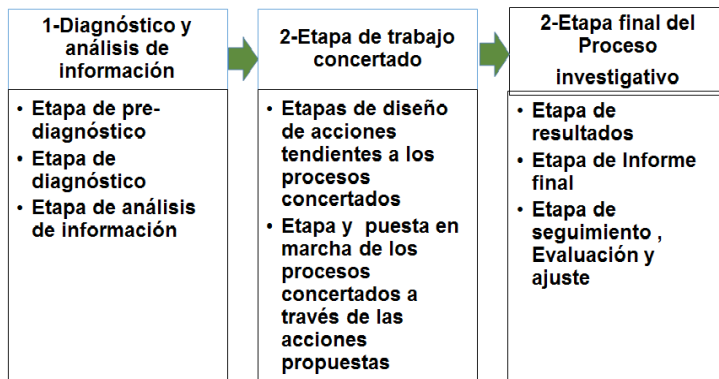 1-Diagnóstico y
análisis de
información
• Etapa de pre-
diagnóstico
• Etapa de
diagnóstico
• Etapa de análisis
de información
2-Etapa de trabajo
concertado
• Etapas de diseño
de acciones
tendientes a los
procesos
concertados
• Etapa y puesta en
marcha de los
procesos
concertados a
través de las
acciones
propuestas
2-Etapa final del
Proceso
investigativo
• Etapa de
resultados
• Etapa de Informe
final
• Etapa de
seguimiento ,
Evaluación y
ajuste